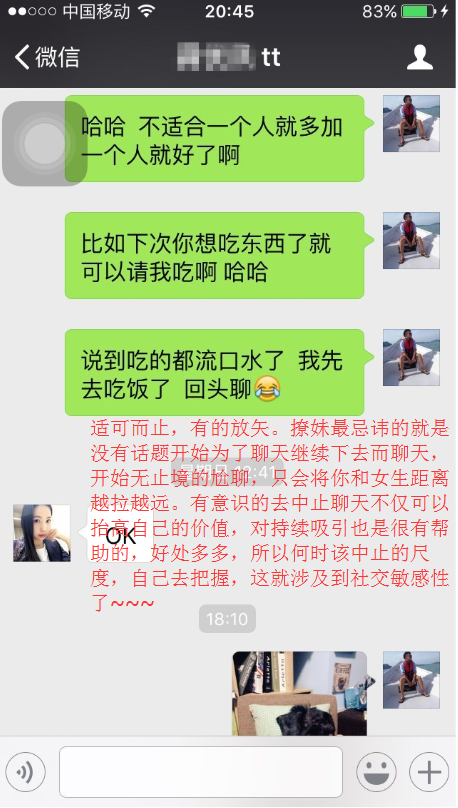 中国移动 20:45 83%
微信 tt
哈哈 不适合一个人就多加
一个人就好了啊
比如下次你想吃东西了就
可以请我吃啊 哈哈
说到吃的都流口水了 我先
去吃饭了 回头聊😂
适可而止，有的放矢。撩妹最忌讳的就是
没有话题开始为了聊天继续下去而聊天，
12:41
开始无止境的尬聊，只会将你和女生距离
越拉越远。有意识的去中止聊天不仅可以
抬高自己的价值，对持续吸引也是很有帮
OK
助的，好处多多，所以何时该中止的尺
度，自己去把握，这就涉及到社交敏感性
了~~~
18:10